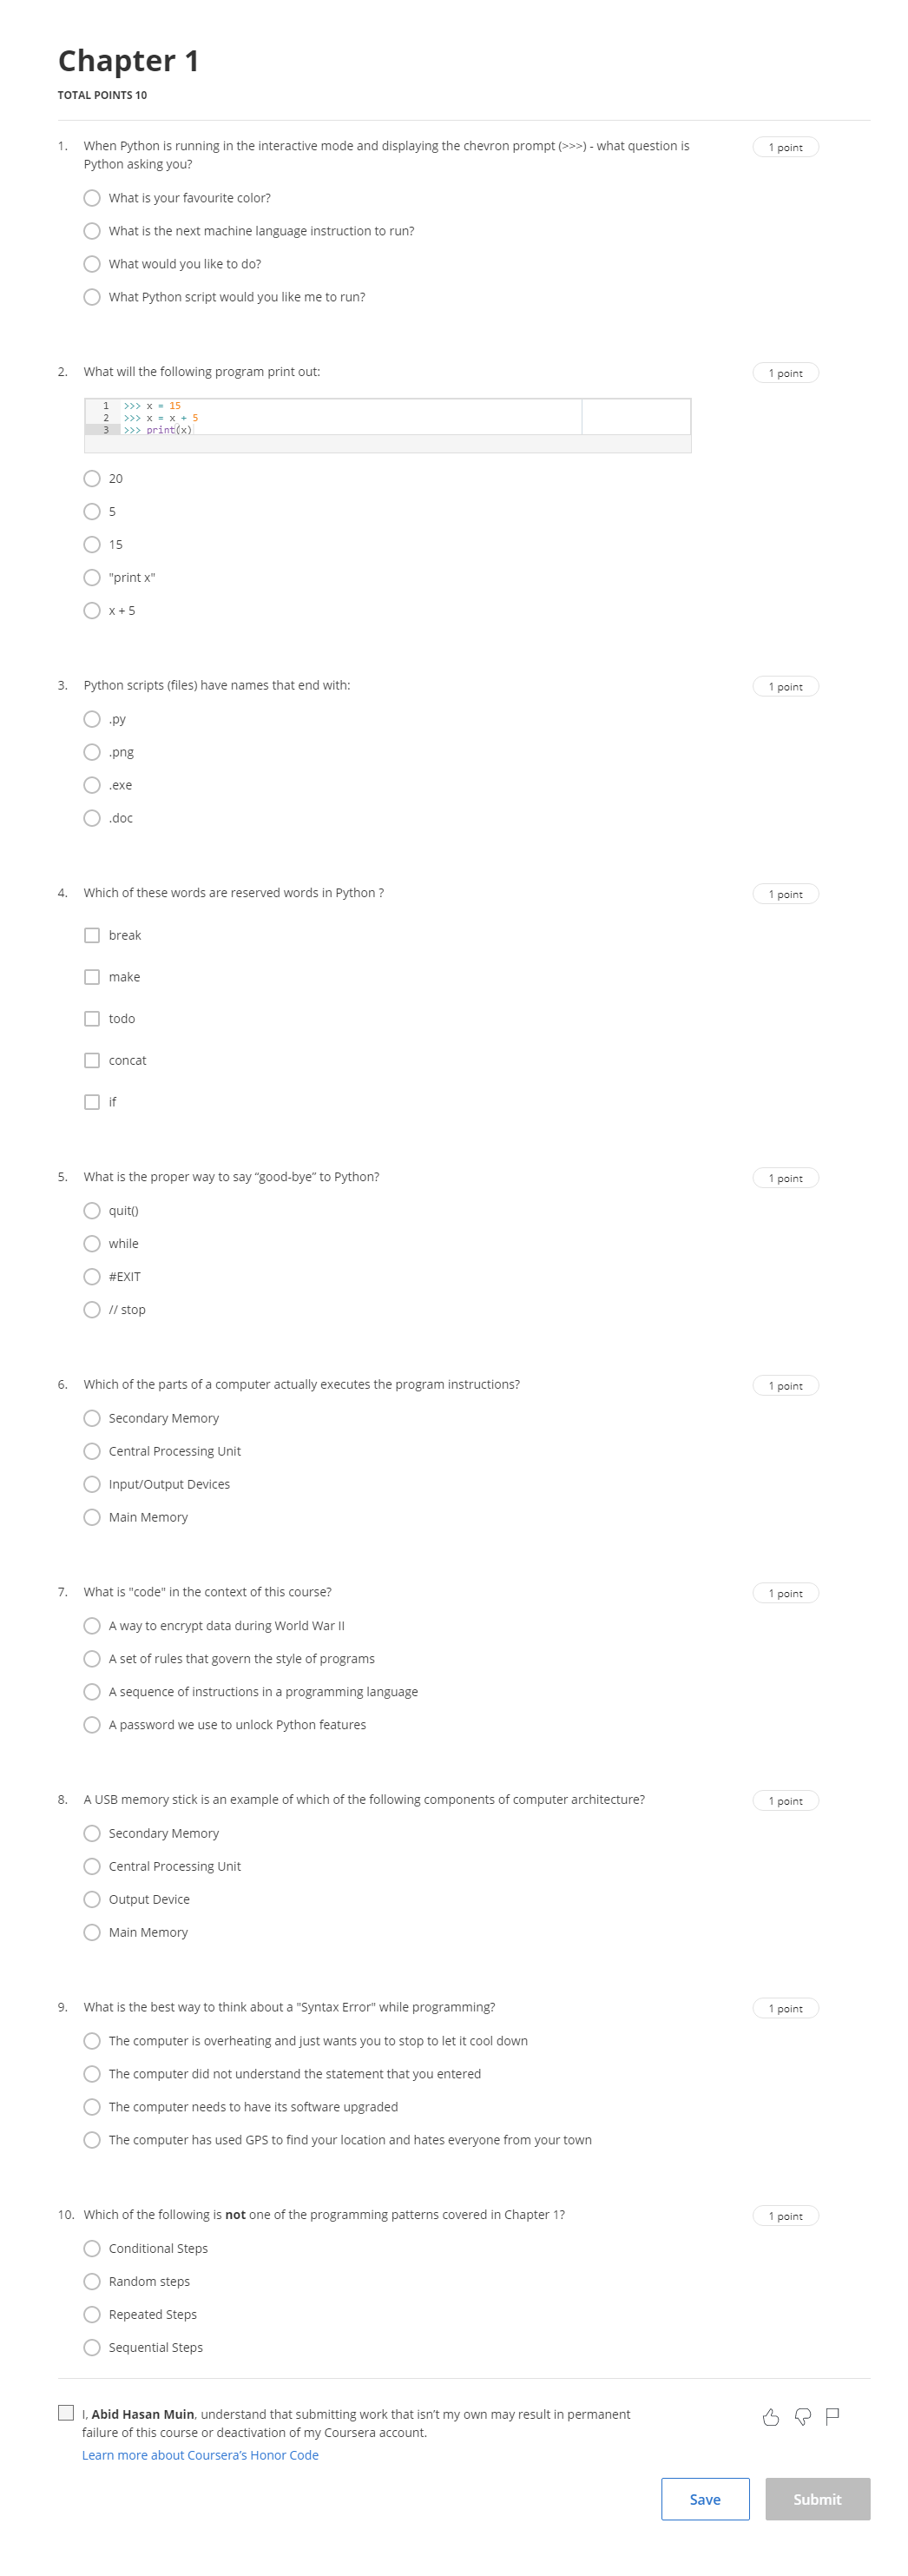 Chapter 1
TOTAL POINTS 10
1. When Python is running in the interactive mode and displaying the chevron prompt (>>>) - what question is
Python asking you?
1 point
What is your favourite color?
What is the next machine language instruction to run?
What would you like to do?
What Python script would you like me to run?
2. What will the following program print out:
1 point
1 >>> x = 15
2 >>> x = x + 5
3 >>> print(x)
20
5
15
"print x"
x + 5
3. Python scripts (files) have names that end with:
1 point
.py
.png
.exe
.doc
4. Which of these words are reserved words in Python ?
1 point
break
make
todo
concat
if
5. What is the proper way to say “good-bye” to Python?
1 point
quit()
while
#EXIT
// stop
6. Which of the parts of a computer actually executes the program instructions?
1 point
Secondary Memory
Central Processing Unit
Input/Output Devices
Main Memory
7. What is "code" in the context of this course?
1 point
A way to encrypt data during World War II
A set of rules that govern the style of programs
A sequence of instructions in a programming language
A password we use to unlock Python features
8. A USB memory stick is an example of which of the following components of computer architecture?
1 point
Secondary Memory
Central Processing Unit
Output Device
Main Memory
9. What is the best way to think about a "Syntax Error" while programming?
1 point
The computer is overheating and just wants you to stop to let it cool down
The computer did not understand the statement that you entered
The computer needs to have its software upgraded
The computer has used GPS to find your location and hates everyone from your town
10. Which of the following is not one of the programming patterns covered in Chapter 1?
1 point
Conditional Steps
Random steps
Repeated Steps
Sequential Steps
I, Abid Hasan Muin, understand that submitting work that isn’t my own may result in permanent
failure of this course or deactivation of my Coursera account.
Learn more about Coursera’s Honor Code
Save
Submit